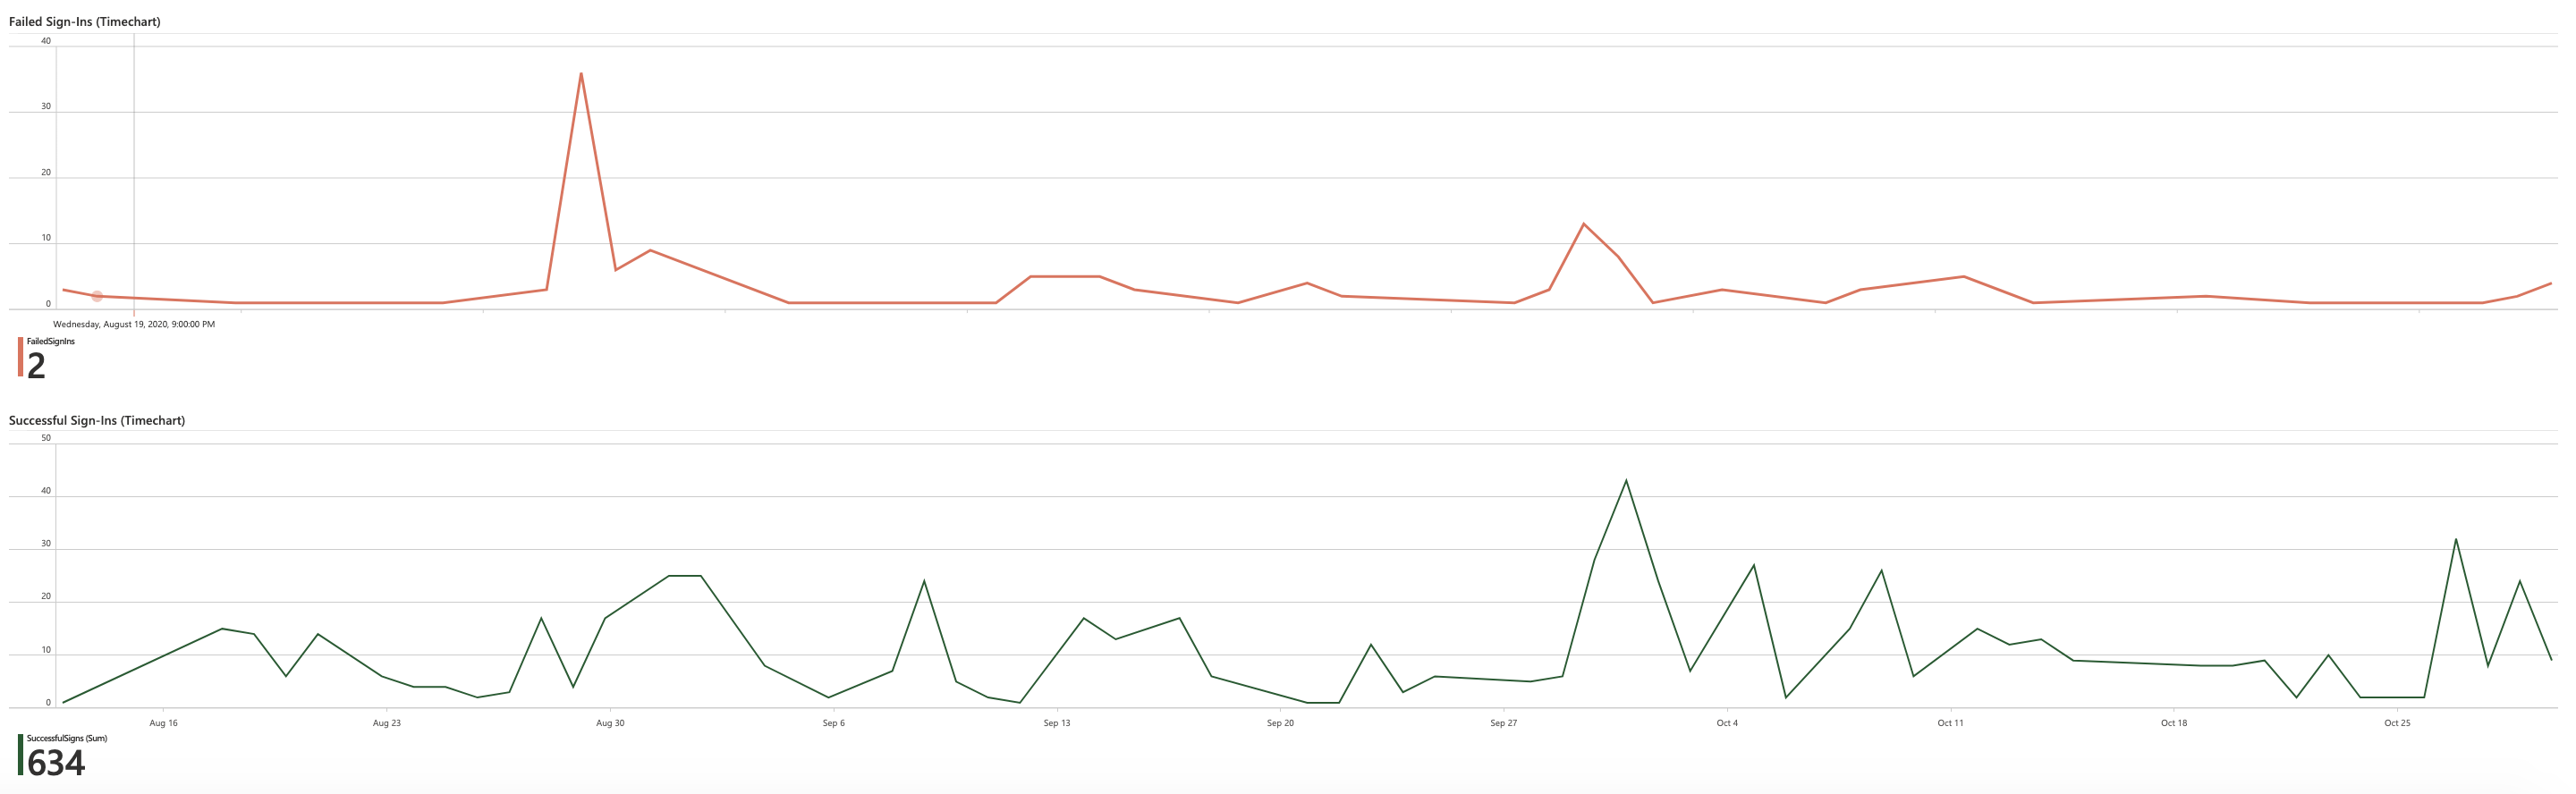 Failed Sign-Ins (Timechart)
40
30
20
10
0
Wednesday, August 19, 2020, 9:00:00 PM
FailedSignIns
2
Successful Sign-Ins (Timechart)
50
40
30
20
10
0
Aug 16 Aug 23 Aug 30 Sep 6 Sep 13 Sep 20 Sep 27 Oct 4 Oct 11 Oct 18 Oct 25
SuccessfulSigns (Sum)
634